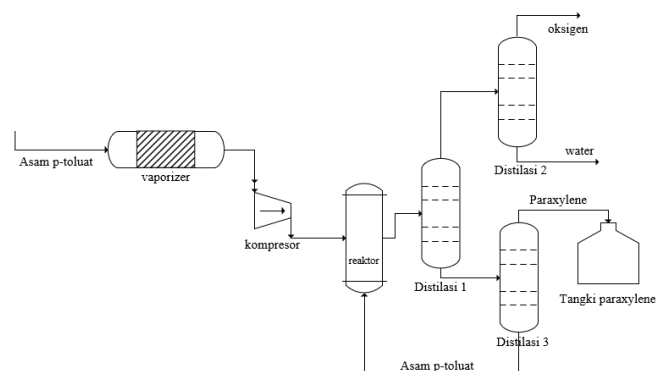 oksigen
Asam p-toluat
vaporizer
water
Distilasi 2
Paraxylene
kompresor
reaktor
Distilasi 1
Tangki paraxylene
Distilasi 3
Asam p-toluat